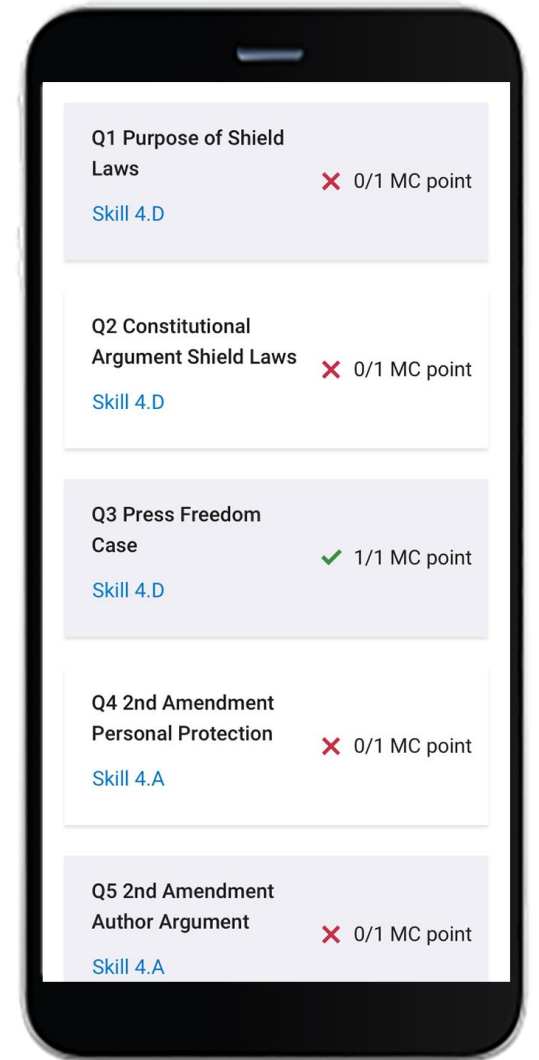 Q1 Purpose of Shield
Laws
Skill 4.D
0/1 MC point
Q2 Constitutional
Argument Shield Laws
Skill 4.D
0/1 MC point
Q3 Press Freedom
Case
Skill 4.D
1/1 MC point
Q4 2nd Amendment
Personal Protection
Skill 4.A
0/1 MC point
Q5 2nd Amendment
Author Argument
Skill 4.A
0/1 MC point